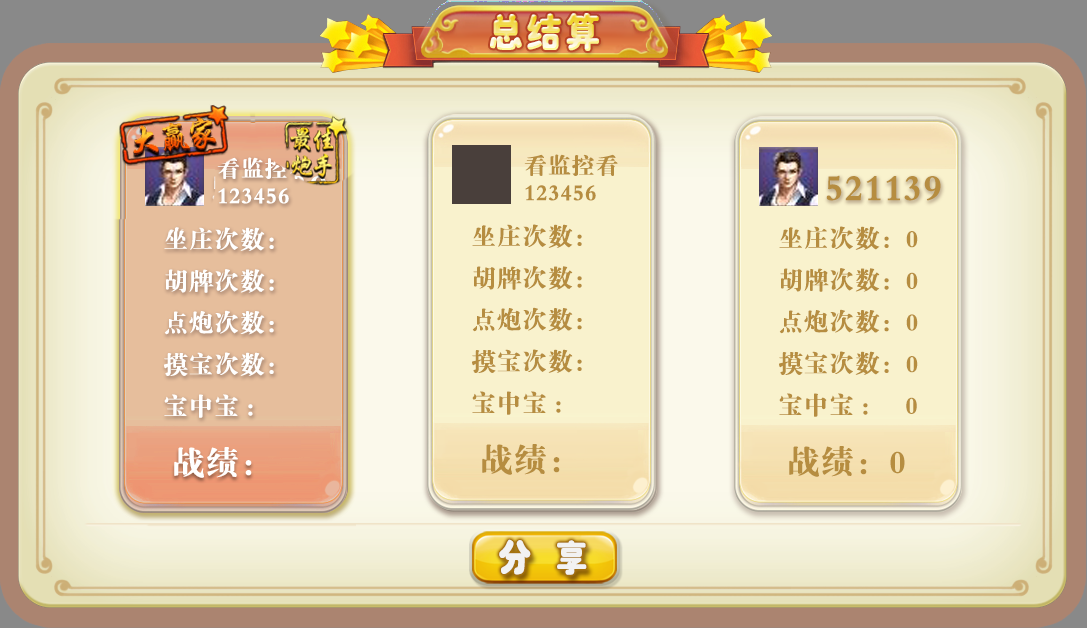 总结算
大赢家
最佳
炮手
看监控
123456
坐庄次数：
胡牌次数：
点炮次数：
摸宝次数：
宝中宝：
战绩：
看监控看
123456
坐庄次数：
胡牌次数：
点炮次数：
摸宝次数：
宝中宝：
战绩：
521139
坐庄次数：0
胡牌次数：0
点炮次数：0
摸宝次数：0
宝中宝： 0
战绩：0
分 享